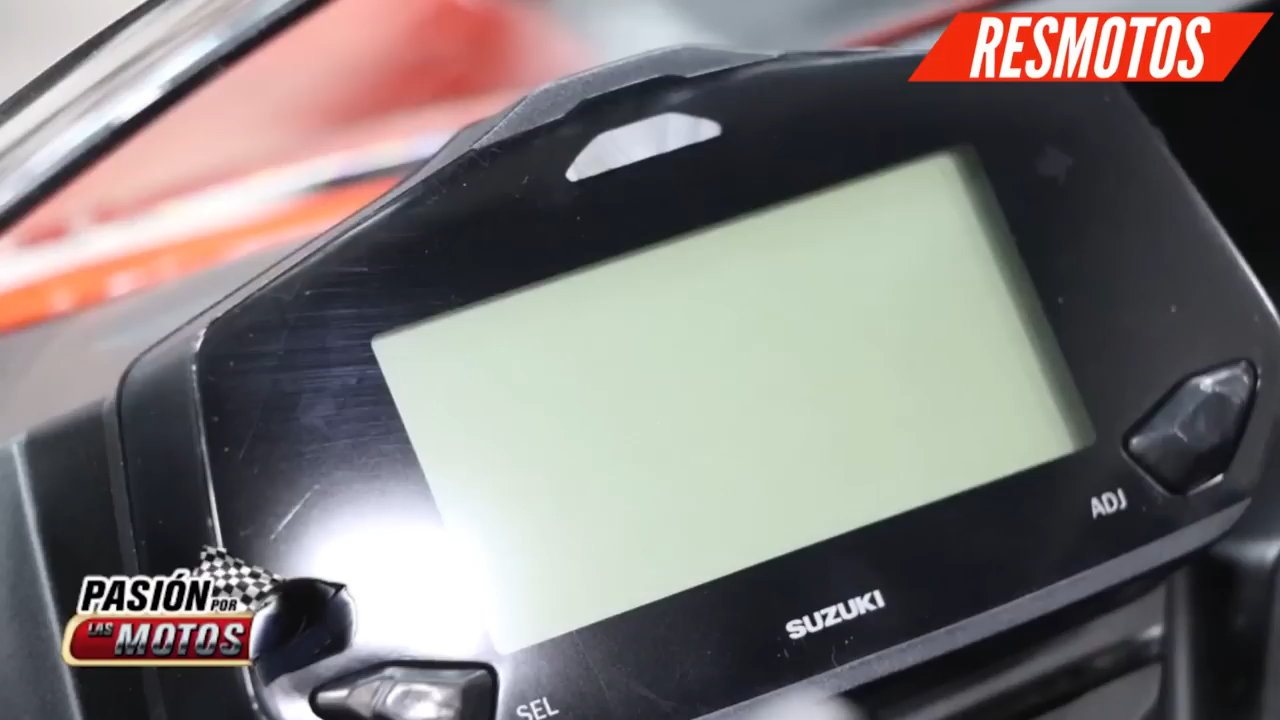 RESMOTOS
ADJ
SUZUKI
PASIÓN POR
LAS MOTOS
SEL